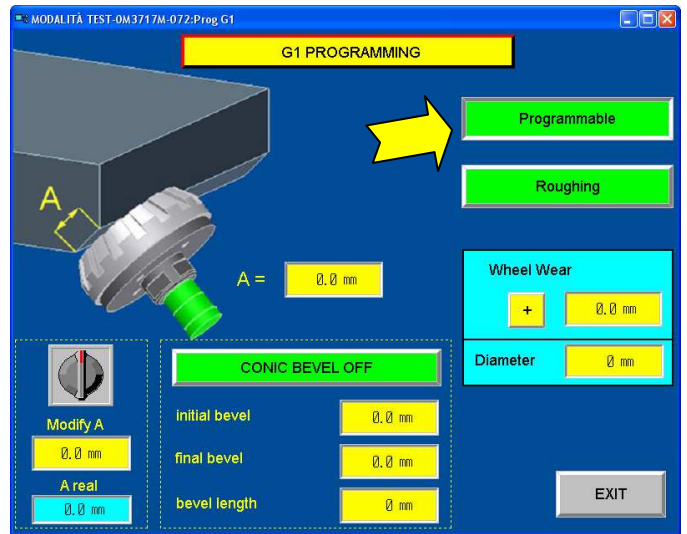 MODALITÀ TEST-0M3717M-072:Prog G1
G1 PROGRAMMING
Programmable
Roughing
A
A =
0.0 mm
Wheel Wear
+
0.0 mm
Diameter
0 mm
CONIC BEVEL OFF
initial bevel
0.0 mm
final bevel
0.0 mm
bevel length
0 mm
Modify A
0.0 mm
A real
0.0 mm
EXIT